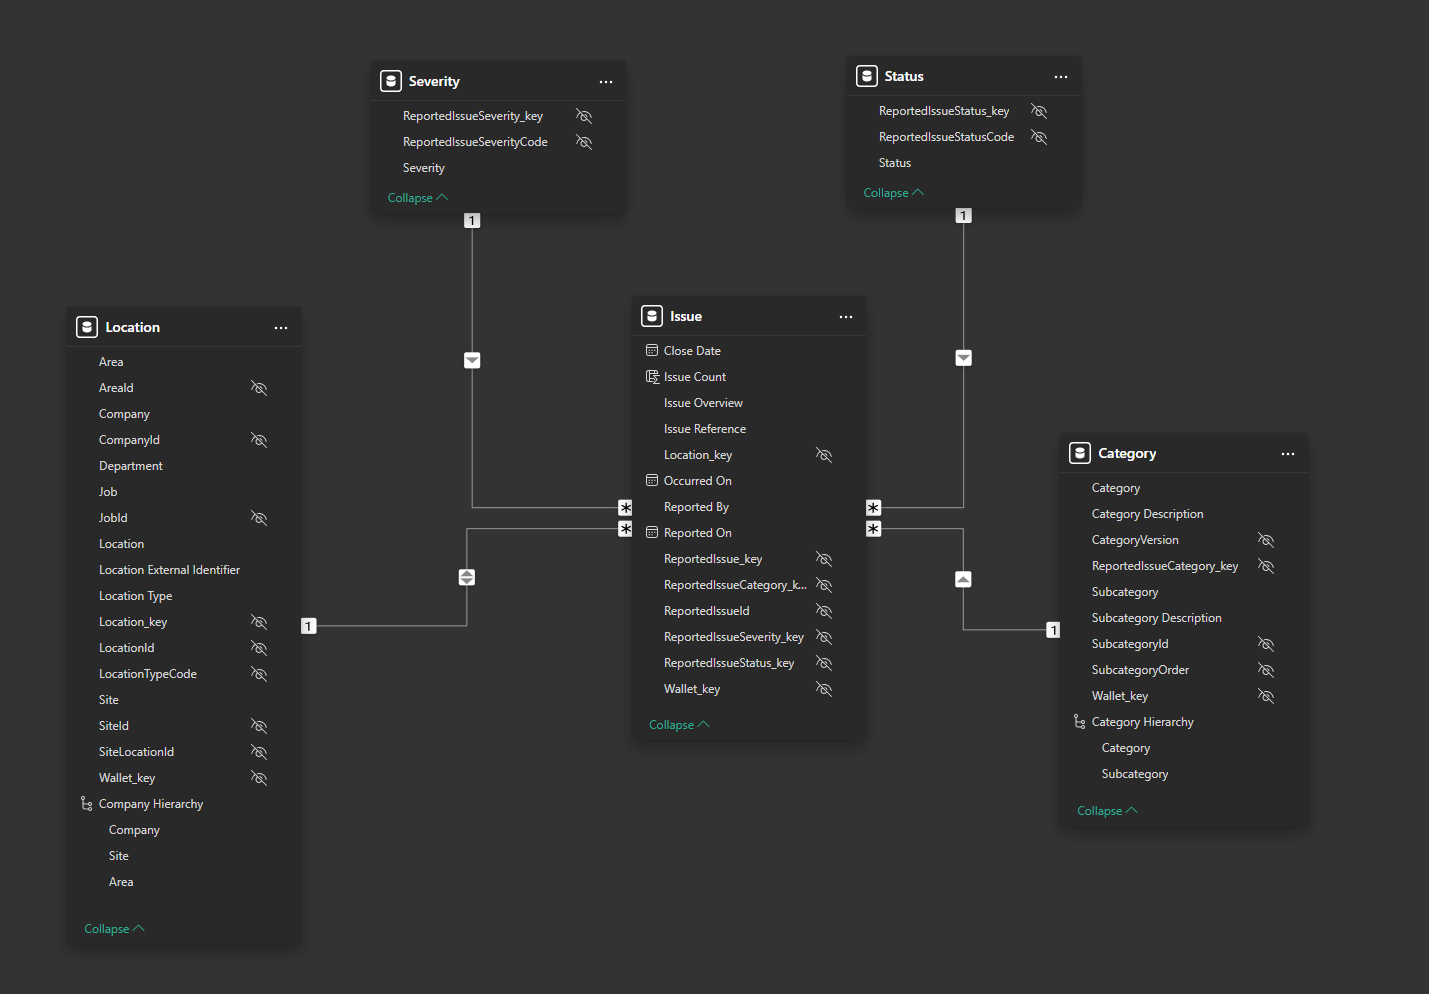 Severity
ReportedIssueSeverity_key
ReportedIssueSeverityCode
Severity
Collapse
1
Status
ReportedIssueStatus_key
ReportedIssueStatusCode
Status
Collapse
1
Location
Area
AreaId
Company
CompanyId
Department
Job
JobId
Location
Location External Identifier
Location Type
Location_key
LocationId
LocationTypeCode
Site
SiteId
SiteLocationId
Wallet_key
Company Hierarchy
Company
Site
Area
Collapse
1
Issue
Close Date
Issue Count
Issue Overview
Issue Reference
Location_key
Occurred On
Reported By
Reported On
ReportedIssue_key
ReportedIssueCategory_k...
ReportedIssueId
ReportedIssueSeverity_key
ReportedIssueStatus_key
Wallet_key
Collapse
*
*
*
*
Category
Category
Category Description
CategoryVersion
ReportedIssueCategory_key
Subcategory
Subcategory Description
SubcategoryId
SubcategoryOrder
Wallet_key
Category Hierarchy
Category
Subcategory
Collapse
1